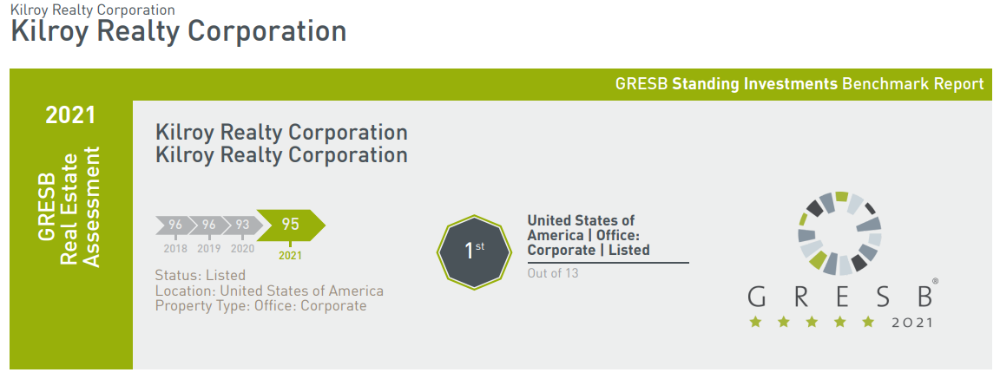 Kilroy Realty Corporation
Kilroy Realty Corporation
GRESB Standing Investments Benchmark Report
2021
GRESB
Real Estate
Assessment
Kilroy Realty Corporation
Kilroy Realty Corporation
96 96 93 95
2018 2019 2020 2021
Status: Listed
Location: United States of America
Property Type: Office: Corporate
1st
United States of
America | Office:
Corporate | Listed
Out of 13
G R E S B ®
2021